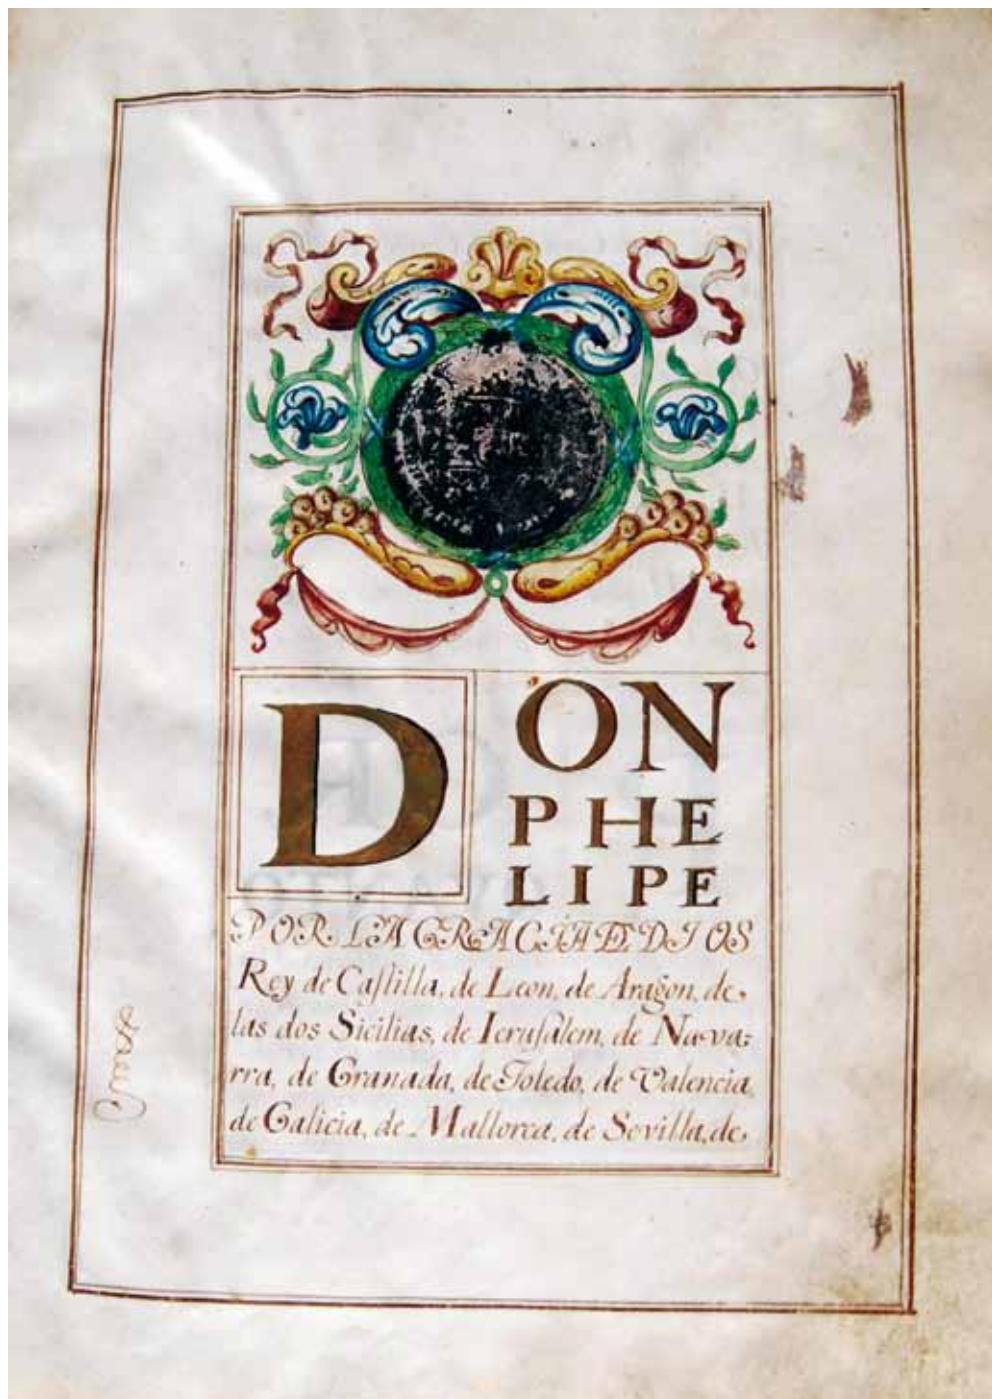 DON
PHE
LIPE
POR LA GRACIA DE DIOS
Rey de Caſtilla, de Leon, de Aragon, de
las dos Sicilias, de Ieruſalem, de Nava=
rra, de Granada, de Toledo, de Valencia,
de Galicia, de Mallorca, de Sevilla, de